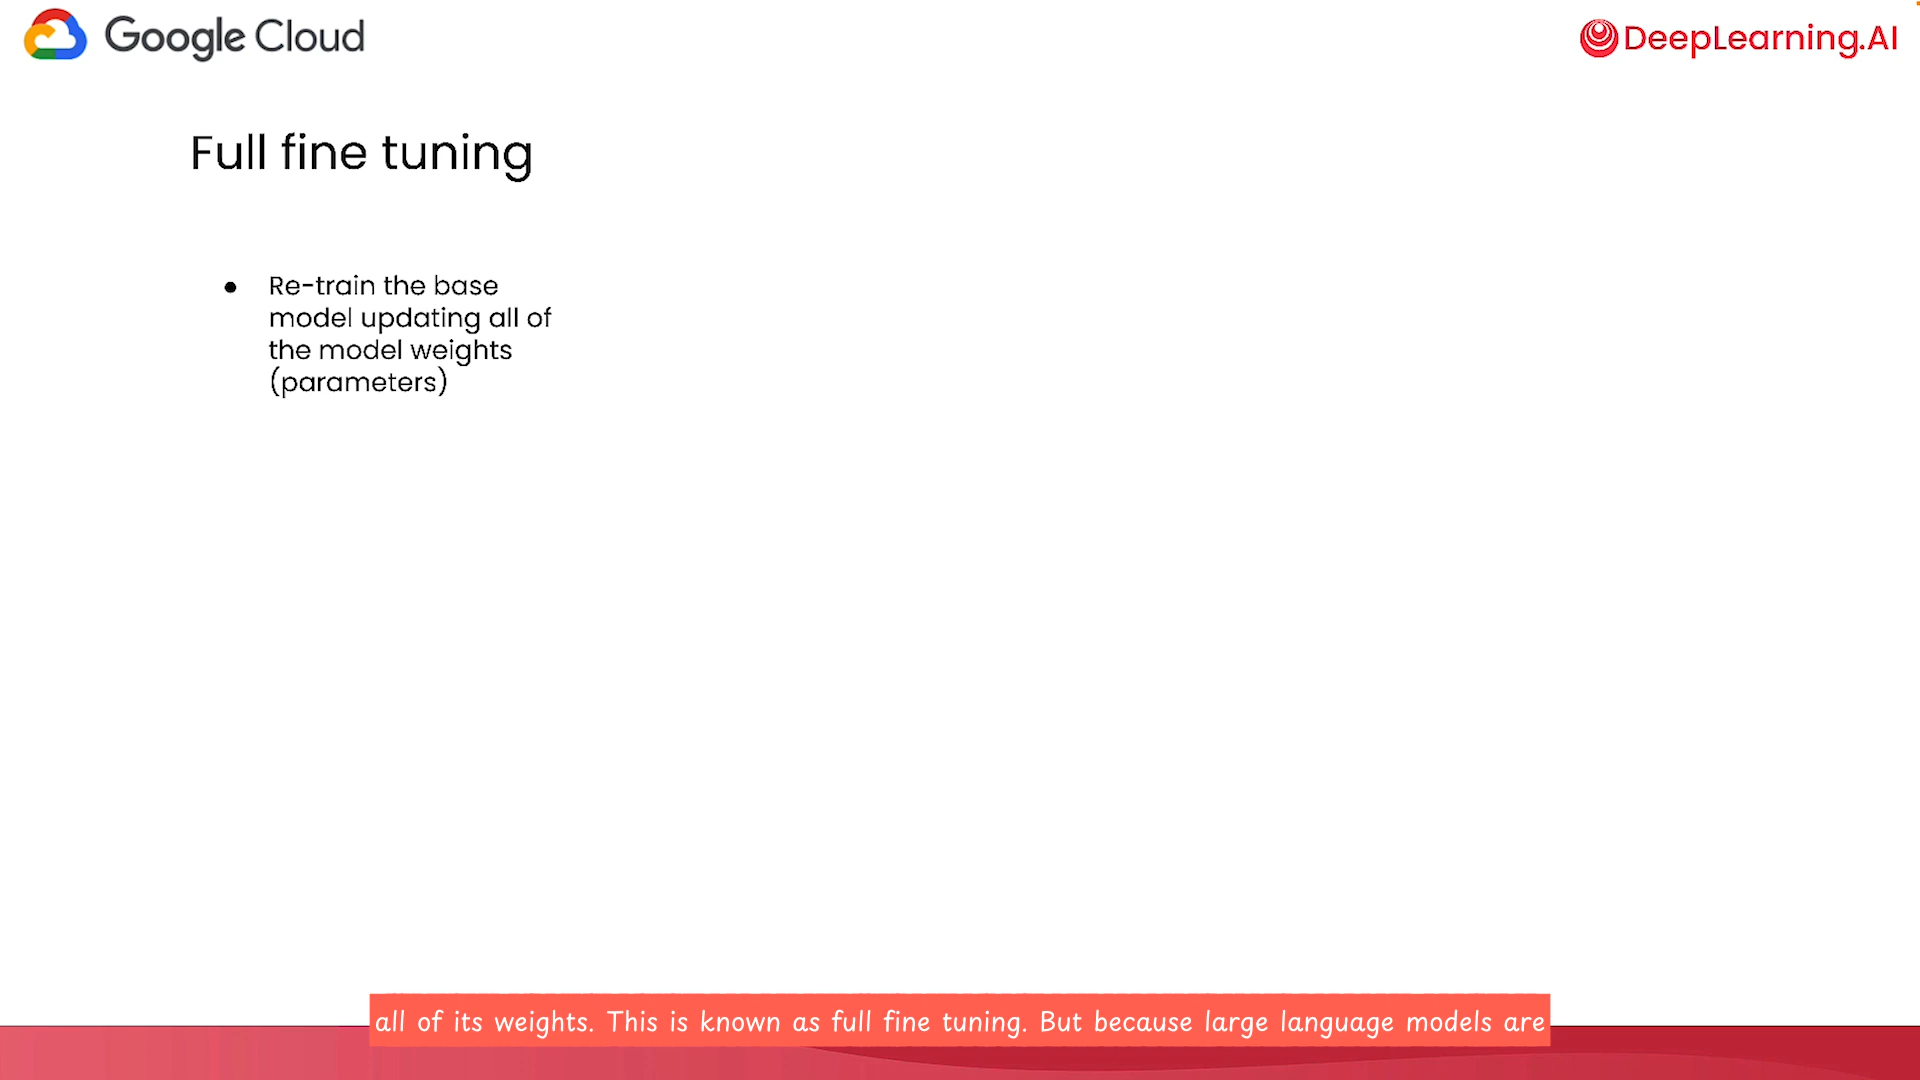 Google Cloud
DeepLearning.AI
Full fine tuning
● Re-train the base
model updating all of
the model weights
(parameters)
all of its weights. This is known as full fine tuning. But because large language models are